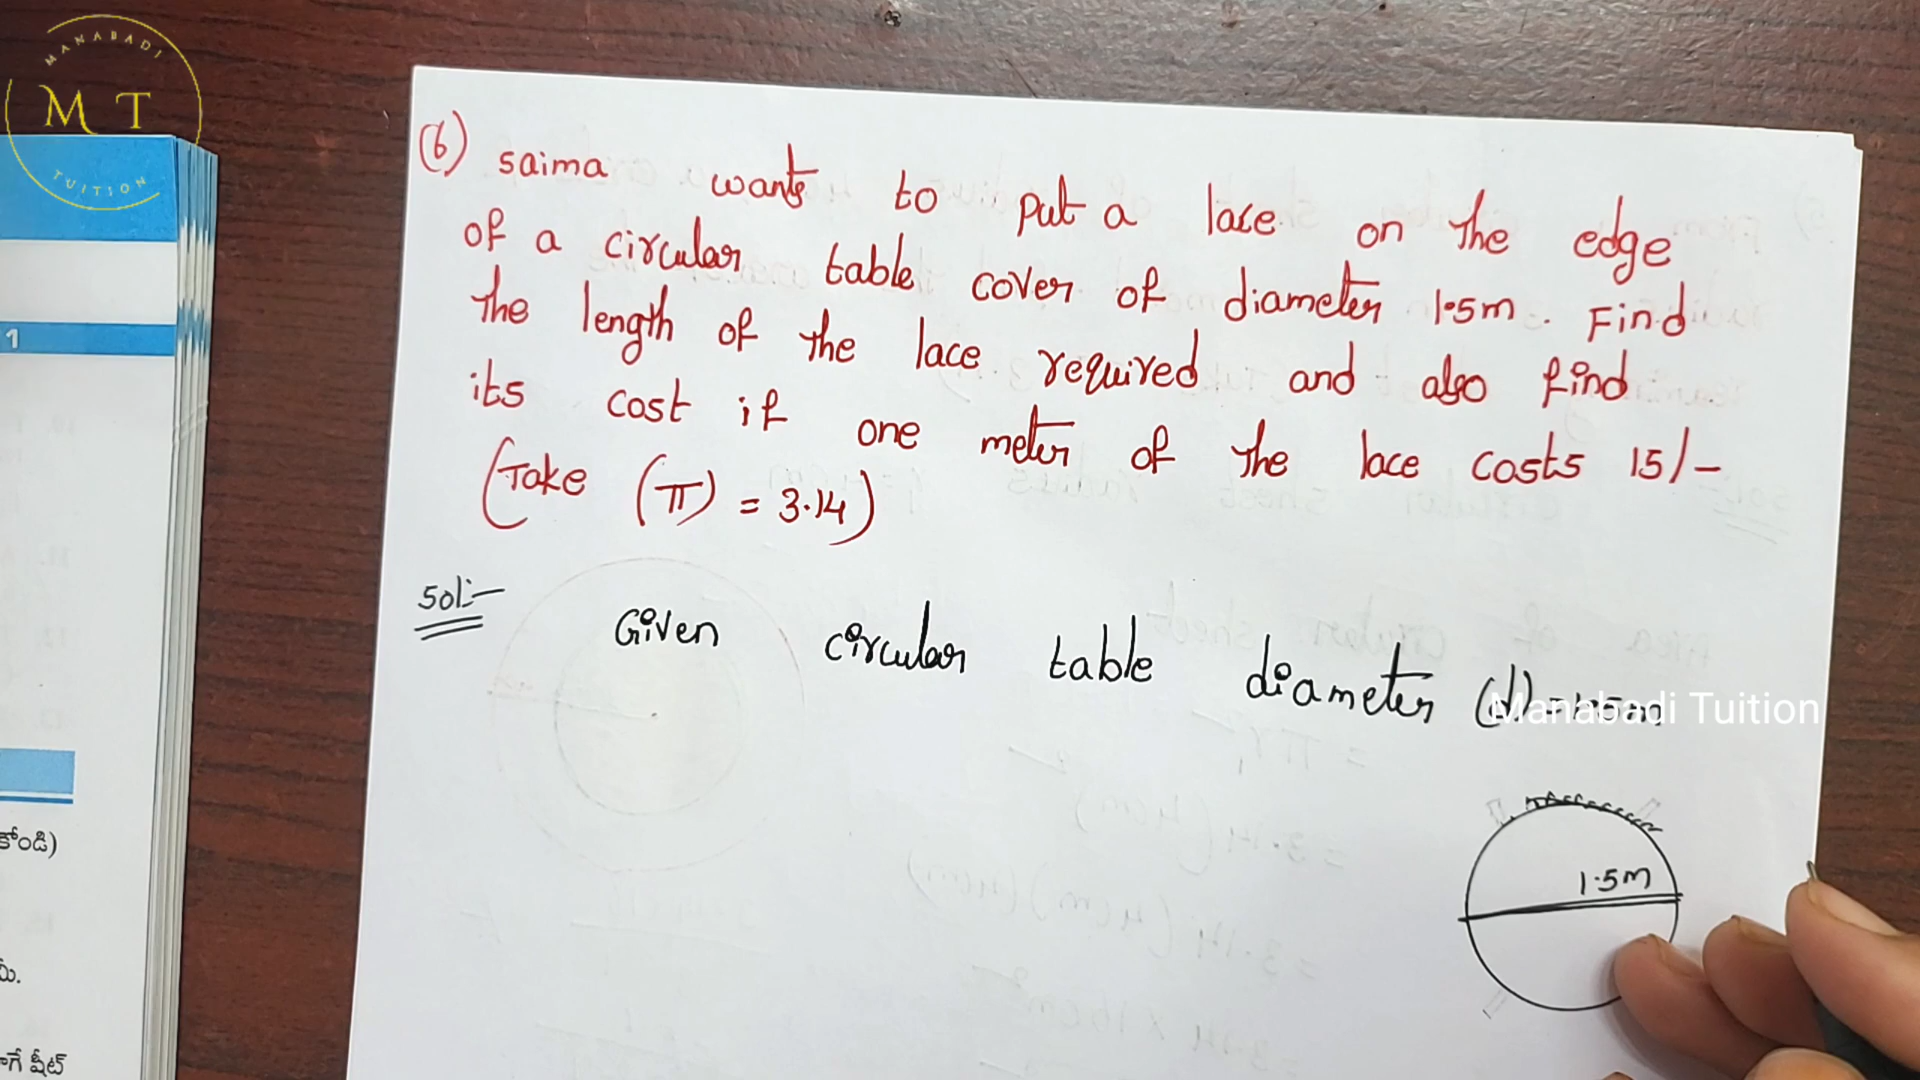 MANABADI
M T
TUITION
1
(6) saima wants to put a lace on the edge
of a circular table cover of diameter 1.5m. Find
the length of the lace required and also find
its cost if one meter of the lace costs 15/-
(Take (π) = 3.14)
Sol:-
Given circular table diameter (d) = 1.5m
Manabadi Tuition
1.5m
కోండి)
మీ.
షీట్